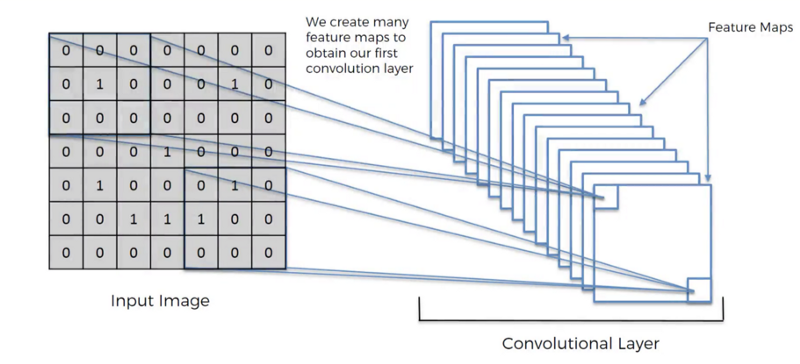 We create many
feature maps to
obtain our first
convolution layer
Feature Maps
0 0 0 0 0 0 0
0 1 0 0 0 1 0
0 0 0 0 0 0 0
0 0 0 1 0 0 0
0 1 0 0 0 1 0
0 0 1 1 1 0 0
0 0 0 0 0 0 0
Input Image
Convolutional Layer